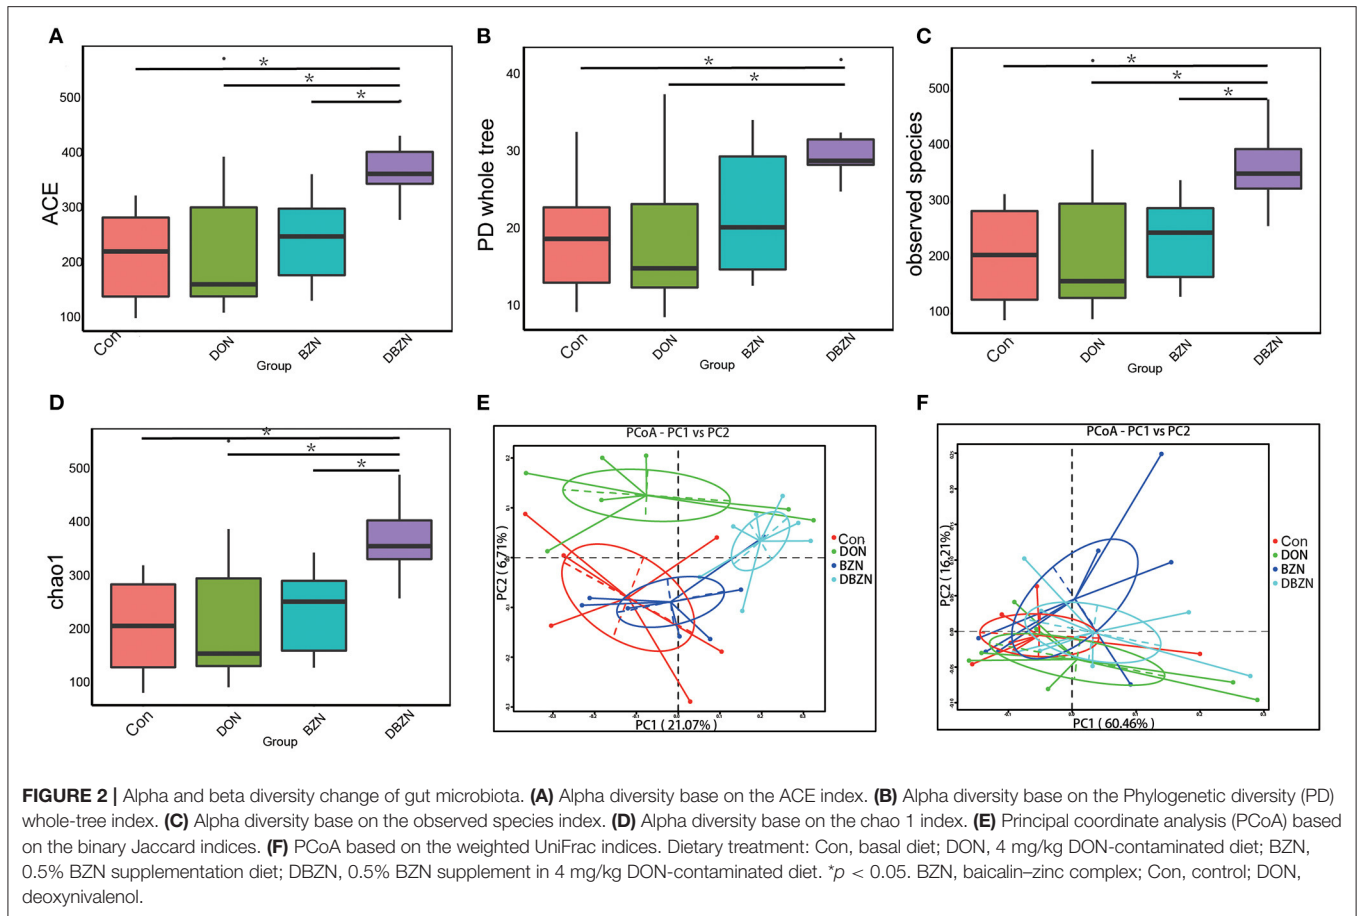 A
ACE
500
400
300
200
100
*
*
*
Con
DON
BZN
DBZN
Group
B
PD whole tree
40
30
20
10
*
*
Con
DON
BZN
DBZN
Group
C
observed species
500
400
300
200
100
*
*
*
Con
DON
BZN
DBZN
Group
D
chao1
500
400
300
200
100
*
*
*
Con
DON
BZN
DBZN
Group
E
PCoA - PC1 vs PC2
PC2 ( 6.71%)
PC1 ( 21.07%)
Con
DON
BZN
DBZN
F
PCoA - PC1 vs PC2
PC2 ( 16.21%)
PC1 ( 60.46%)
Con
DON
BZN
DBZN
FIGURE 2 | Alpha and beta diversity change of gut microbiota. (A) Alpha diversity base on the ACE index. (B) Alpha diversity base on the Phylogenetic diversity (PD)
whole-tree index. (C) Alpha diversity base on the observed species index. (D) Alpha diversity base on the chao 1 index. (E) Principal coordinate analysis (PCoA) based
on the binary Jaccard indices. (F) PCoA based on the weighted UniFrac indices. Dietary treatment: Con, basal diet; DON, 4 mg/kg DON-contaminated diet; BZN,
0.5% BZN supplementation diet; DBZN, 0.5% BZN supplement in 4 mg/kg DON-contaminated diet. *p < 0.05. BZN, baicalin–zinc complex; Con, control; DON,
deoxynivalenol.